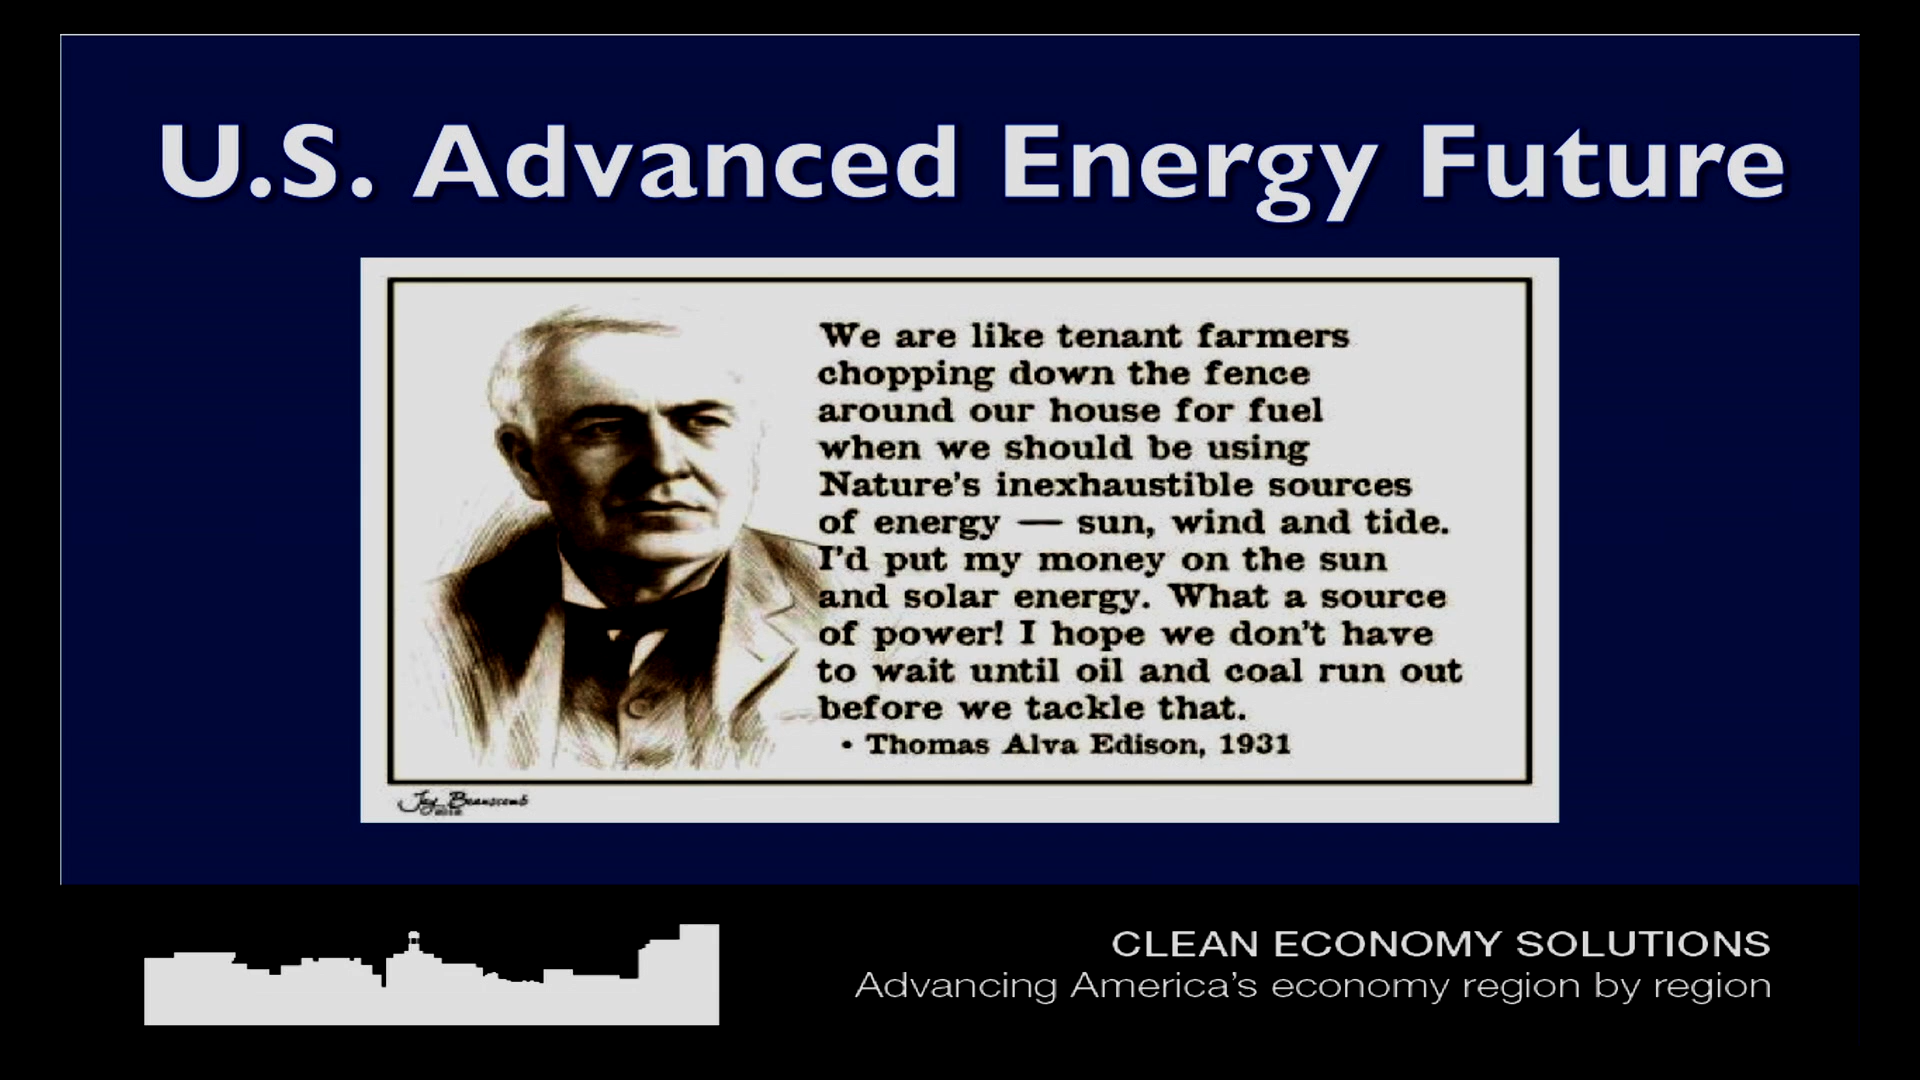 U.S. Advanced Energy Future
We are like tenant farmers
chopping down the fence
around our house for fuel
when we should be using
Nature's inexhaustible sources
of energy — sun, wind and tide.
I'd put my money on the sun
and solar energy. What a source
of power! I hope we don't have
to wait until oil and coal run out
before we tackle that.
• Thomas Alva Edison, 1931
CLEAN ECONOMY SOLUTIONS
Advancing America's economy region by region